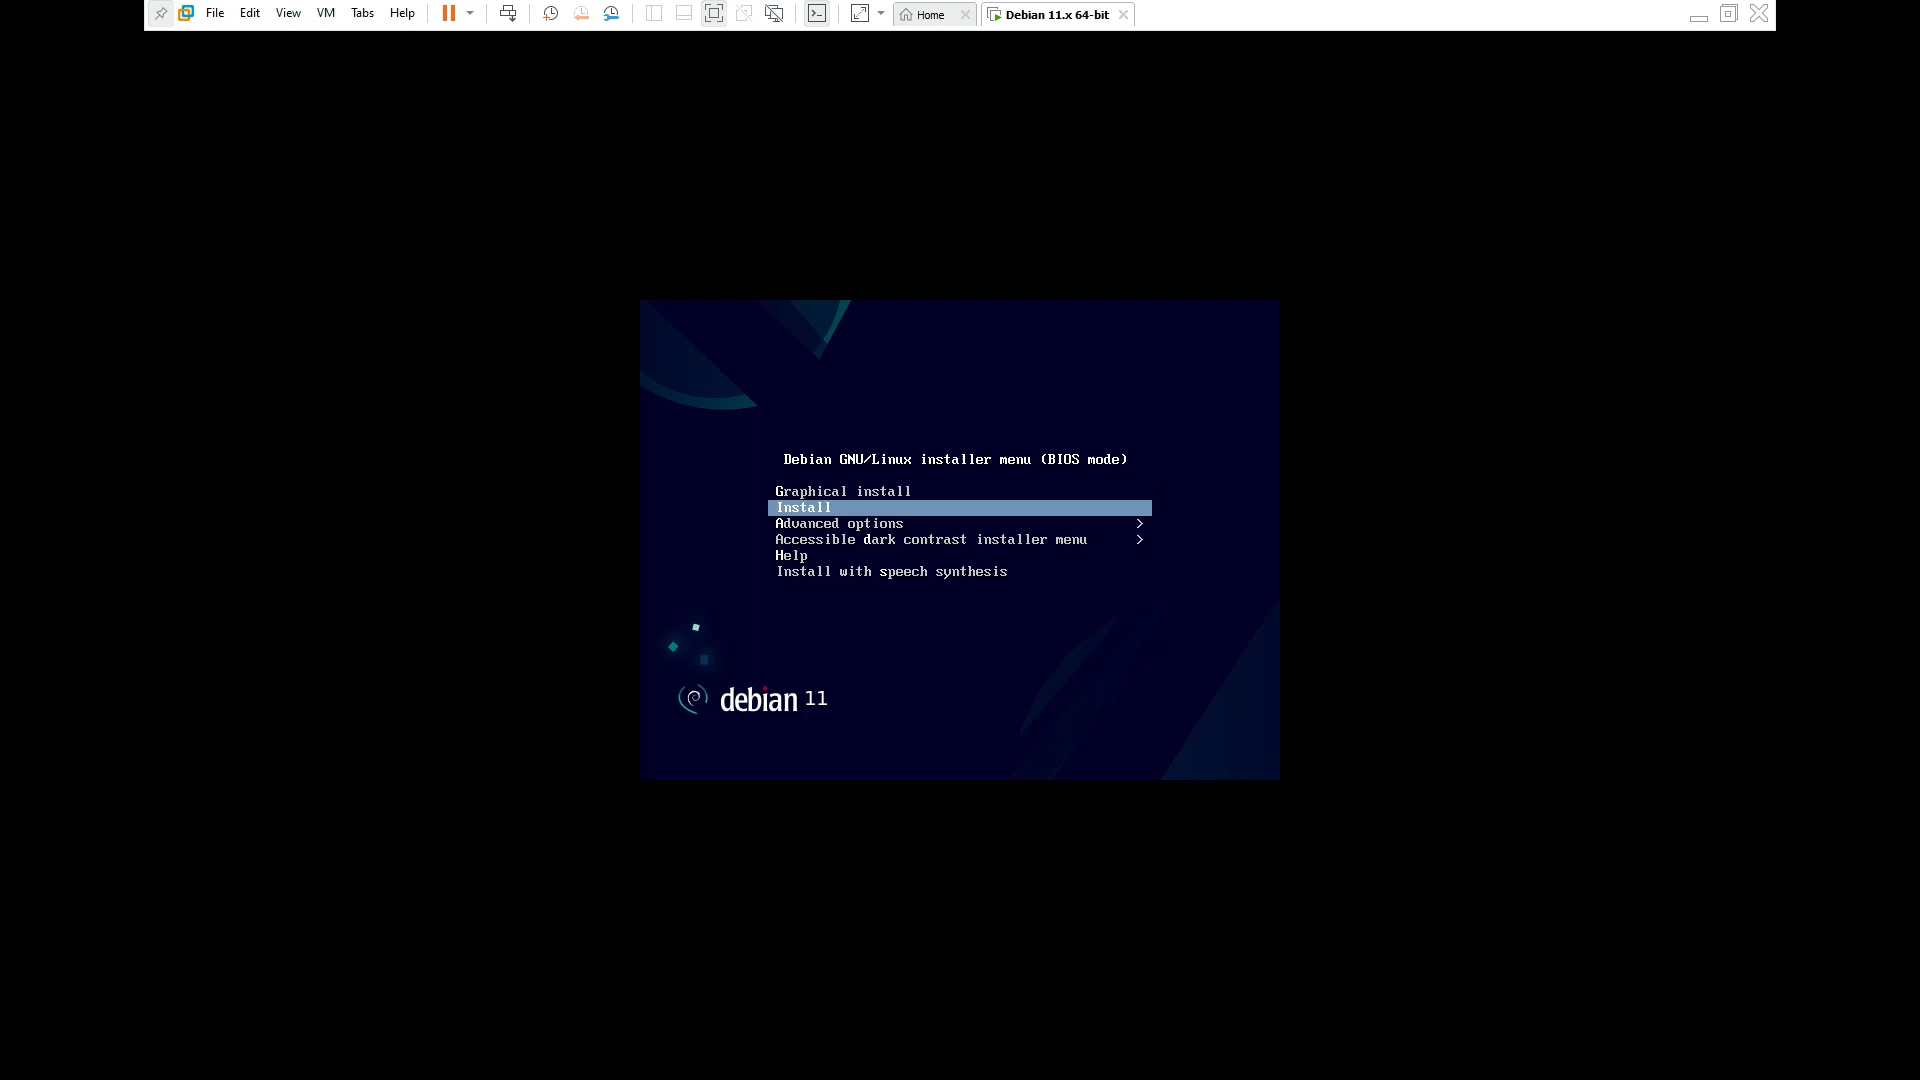 File Edit View VM Tabs Help Home Debian 11.x 64-bit
Debian GNU/Linux installer menu (BIOS mode)
Graphical install
Install
Advanced options >
Accessible dark contrast installer menu >
Help
Install with speech synthesis
debian 11